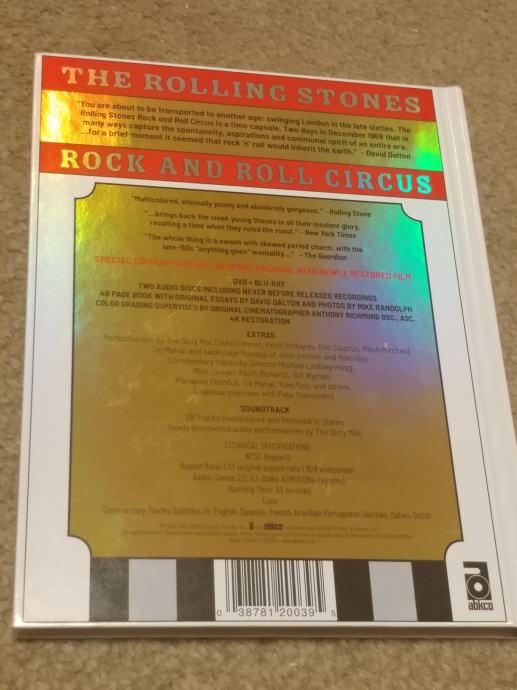 THE ROLLING STONES
"You are about to be transported to another age: swinging London in the late sixties. The
Rolling Stones Rock and Roll Circus is a time capsule. Two days in December 1968 that in
many ways capture the spontaneity, aspirations and communal spirit of an entire era.
...for a brief moment it seemed that rock 'n' roll would inherit the earth." - David Dalton
ROCK AND ROLL CIRCUS
"Multicolored, eternally young and absolutely gorgeous." - Rolling Stone
"...brings back the sleek young Stones in all their insolent glory,
recalling a time when they ruled the roost." - New York Times
"The whole thing is awash with skewed period charm, with the
late-'60s "anything goes" mentality..." - The Guardian
SPECIAL EDITION FOUR-DISC BESPOKE PACKAGE WITH NEWLY RESTORED FILM
DVD + BLU-RAY
TWO AUDIO DISCS INCLUDING NEVER BEFORE RELEASED RECORDINGS
48 PAGE BOOK WITH ORIGINAL ESSAYS BY DAVID DALTON AND PHOTOS BY MIKE RANDOLPH
COLOR GRADING SUPERVISED BY ORIGINAL CINEMATOGRAPHER ANTHONY RICHMOND BSC., ASC.
4K RESTORATION
EXTRAS
Performances by The Dirty Mac (John Lennon, Keith Richards, Eric Clapton, Mitch Mitchell),
Taj Mahal, and backstage footage of John Lennon and Yoko Ono
Commentary tracks by Director Michael Lindsay-Hogg,
Mick Jagger, Keith Richards, Bill Wyman,
Marianne Faithfull, Taj Mahal, Yoko Ono, and others
A special interview with Pete Townshend
SOUNDTRACK
28 Tracks Remastered and Remixed in Stereo
Newly discovered audio performances by The Dirty Mac
TECHNICAL SPECIFICATIONS
NTSC Region 0
Aspect Ratio 1:33 original aspect ratio | 16:9 widescreen
Audio: Stereo 2.0, 5.1, Dolby ATMOS (Blu-ray only)
Running Time: 63 minutes
Color
Commentary Tracks Subtitles in: English, Spanish, French, Brazilian Portuguese, German, Italian, Dutch
abkco
0 38781 20039 5
abkco